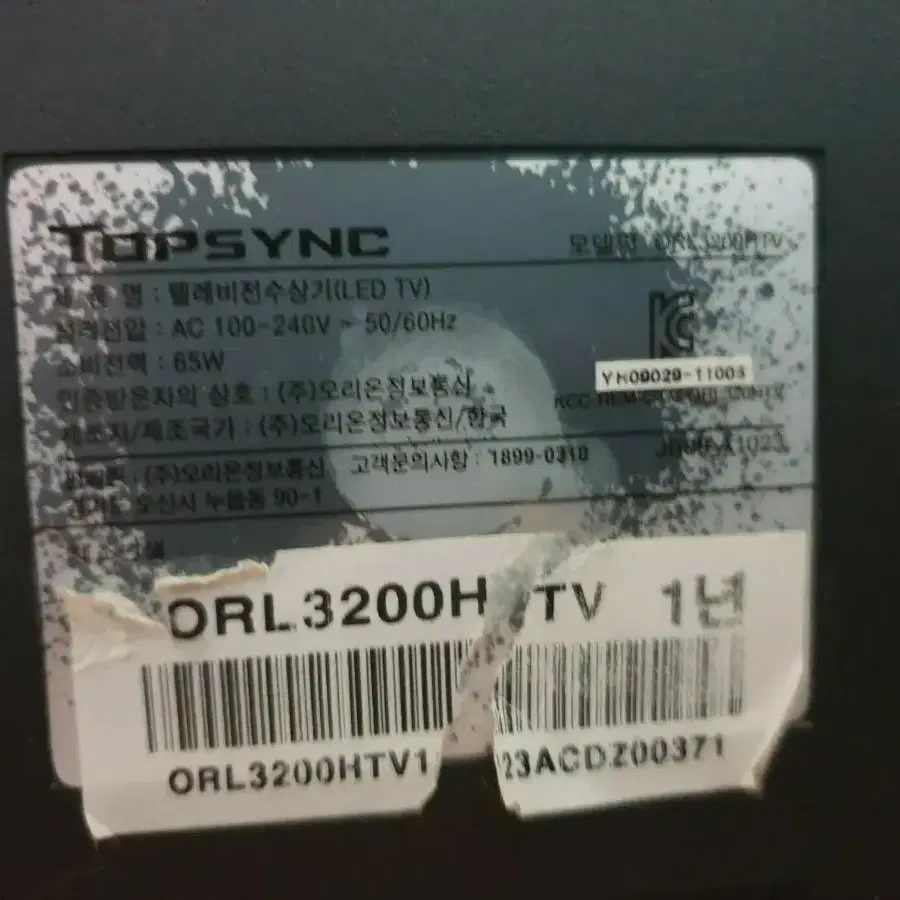 TOPSYNC
모델명 : ORL3200HTV
제 품 명 : 텔레비전수상기(LED TV)
정격전압 : AC 100-240V ~ 50/60Hz
소비전력 : 65W
인증받은자의 상호 : (주)오리온정보통신
YH09029-11003
제조자/제조국가 : (주)오리온정보통신/한국
(주)오리온정보통신 고객문의사항 : 1899-0310
오산시 누읍동 90-1
ORL3200H TV 1년
ORL3200HTV1 23ACDZ00371